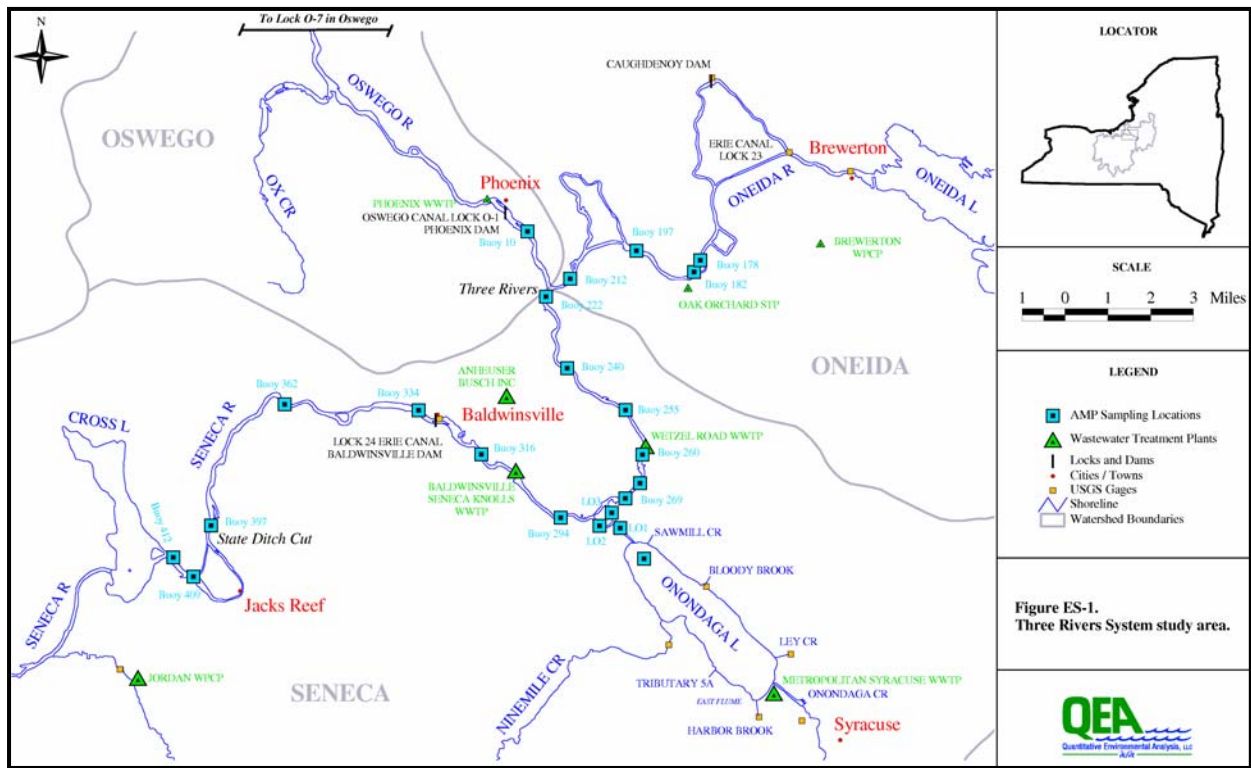 To Lock O-7 in Oswego
N
OSWEGO R
OSWEGO
OX CR
CAUGHDENOY DAM
ERIE CANAL
LOCK 23
Brewerton
ONEIDA L
ONEIDA R
Phoenix
PHOENIX WWTP
OSWEGO CANAL LOCK O-1
PHOENIX DAM
Buoy 10
Buoy 197
BREWERTON
WPCP
Buoy 178
Buoy 182
Buoy 212
OAK ORCHARD STP
Three Rivers
Buoy 222
ONEIDA
Buoy 240
ANHEUSER
BUSCH INC
Buoy 362
Buoy 334
Baldwinsville
Buoy 255
CROSS L
SENECA R
LOCK 24 ERIE CANAL
BALDWINSVILLE DAM
WETZEL ROAD WWTP
Buoy 260
Buoy 316
BALDWINSVILLE
SENECA KNOLLS
WWTP
Buoy 269
LO3
LO1
LO2
Buoy 294
Buoy 412
Buoy 397
State Ditch Cut
SAWMILL CR
BLOODY BROOK
Buoy 409
Jacks Reef
SENECA R
ONONDAGA L
LEY CR
JORDAN WPCP
SENECA
NINEMILE CR
TRIBUTARY 5A
METROPOLITAN SYRACUSE WWTP
ONONDAGA CR
EAST FLUME
HARBOR BROOK
Syracuse
LOCATOR
SCALE
1 0 1 2 3 Miles
LEGEND
AMP Sampling Locations
Wastewater Treatment Plants
Locks and Dams
Cities / Towns
USGS Gages
Shoreline
Watershed Boundaries
Figure ES-1.
Three Rivers System study area.
QEA
Quantitative Environmental Analysis, LLC